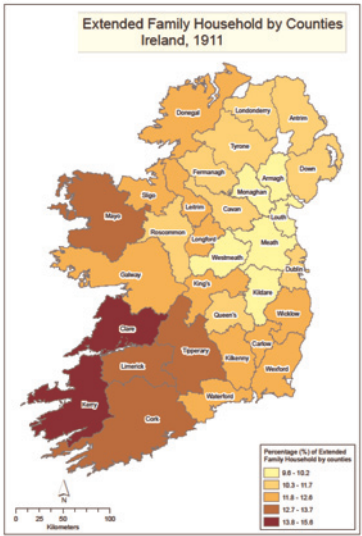 Extended Family Household by Counties
Ireland, 1911
Donegal
Londonderry
Antrim
Tyrone
Fermanagh
Down
Armagh
Monaghan
Sligo
Leitrim
Cavan
Louth
Mayo
Roscommon
Longford
Meath
Westmeath
Galway
Dublin
King's
Kildare
Queen's
Wicklow
Clare
Carlow
Tipperary
Kilkenny
Limerick
Wexford
Kerry
Waterford
Cork
Percentage (%) of Extended
Family Household by counties
9.6 - 10.2
10.3 - 11.7
11.8 - 12.6
12.7 - 13.7
13.8 - 15.8
N
0 25 50 100
Kilometers